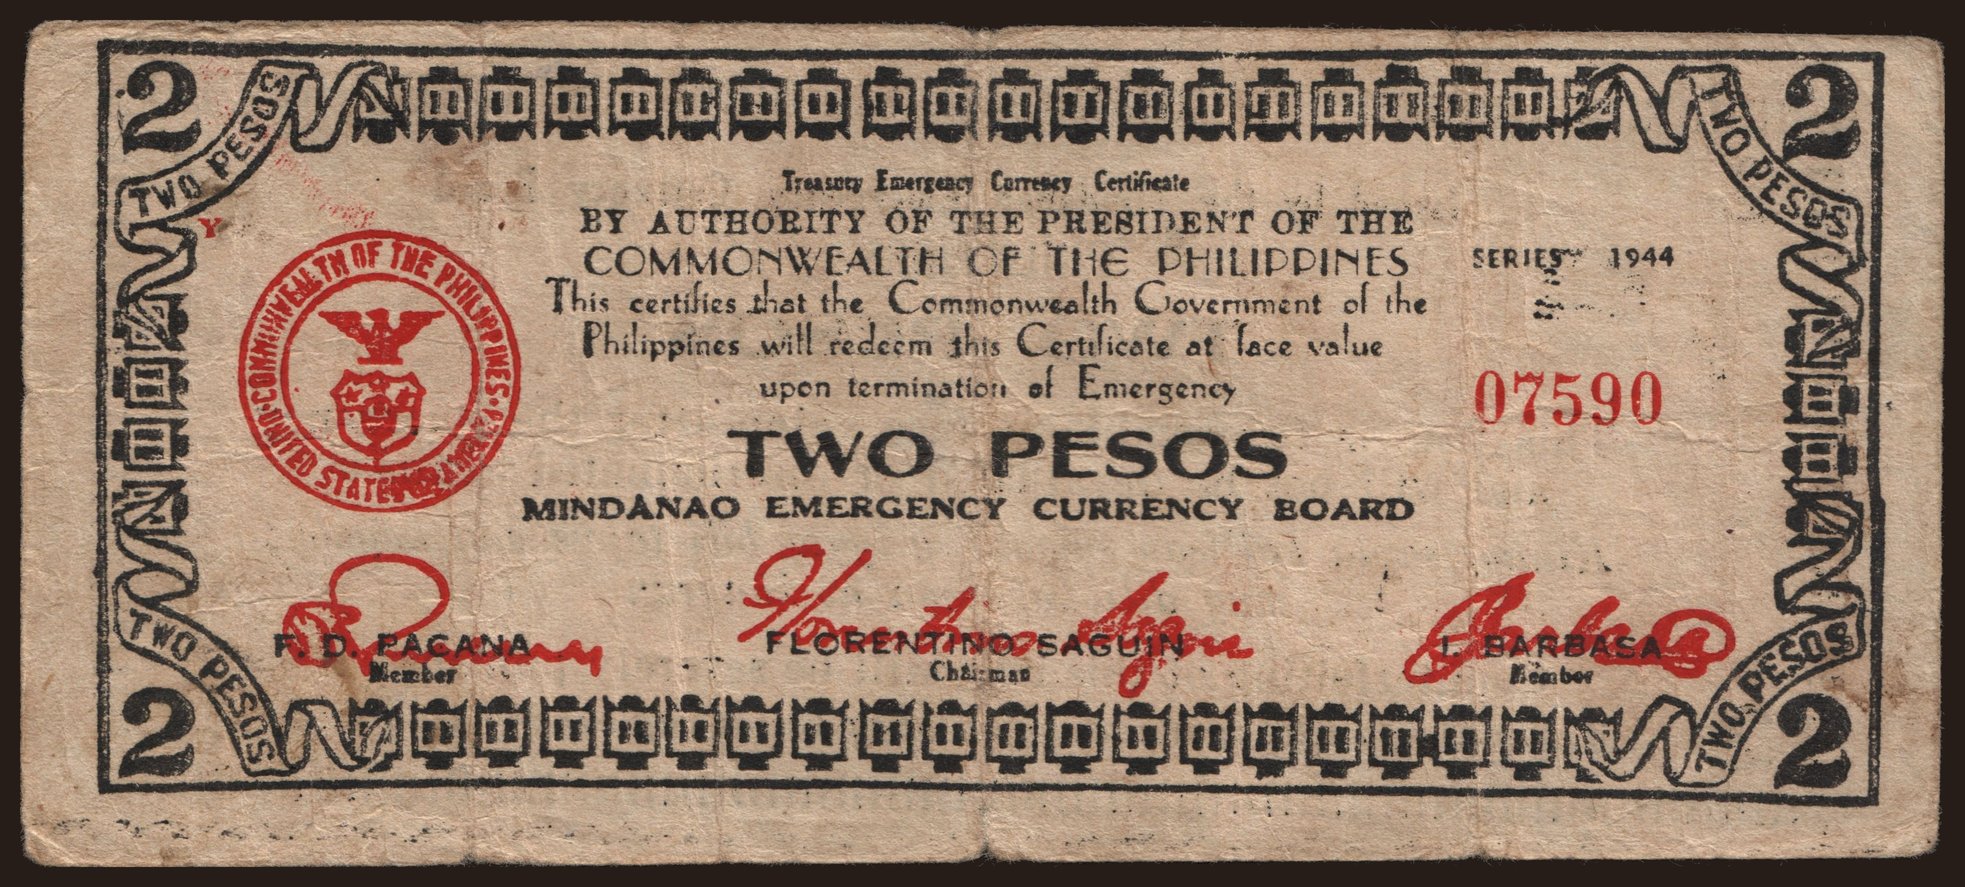 2 TWO PESOS
TWO PESOS 2
Treasury Emergency Currency Certificate
BY AUTHORITY OF THE PRESIDENT OF THE
COMMONWEALTH OF THE PHILIPPINES
SERIES 1944
This certifies that the Commonwealth Government of the
Philippines will redeem this Certificate at face value
upon termination of Emergency
Y
COMMONWEALTH OF THE PHILIPPINES
UNITED STATES OF AMERICA
07590
TWO PESOS
MINDANAO EMERGENCY CURRENCY BOARD
Florentino Saguin
F. D. PACANA
Member
FLORENTINO SAGUIN
Chairman
I. BARBASA
Member
2 TWO PESOS
TWO PESOS 2